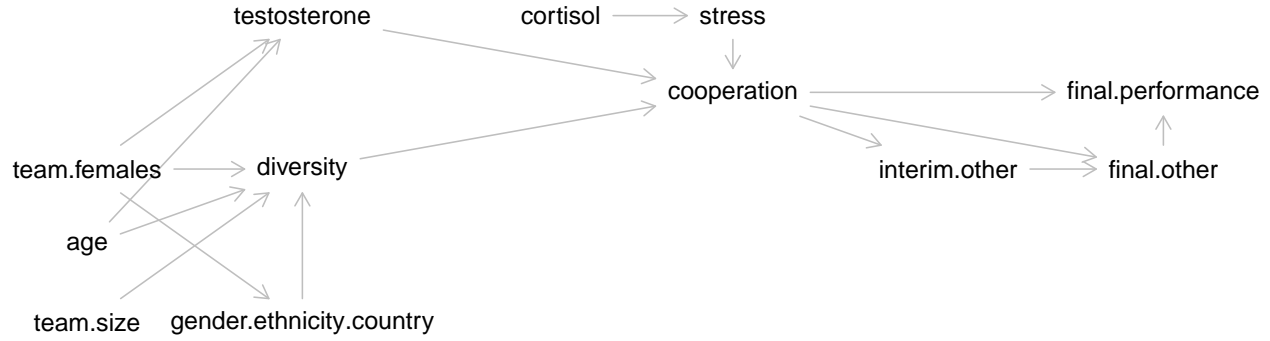 testosterone
cortisol
stress
cooperation
final.performance
team.females
diversity
interim.other
final.other
age
team.size
gender.ethnicity.country